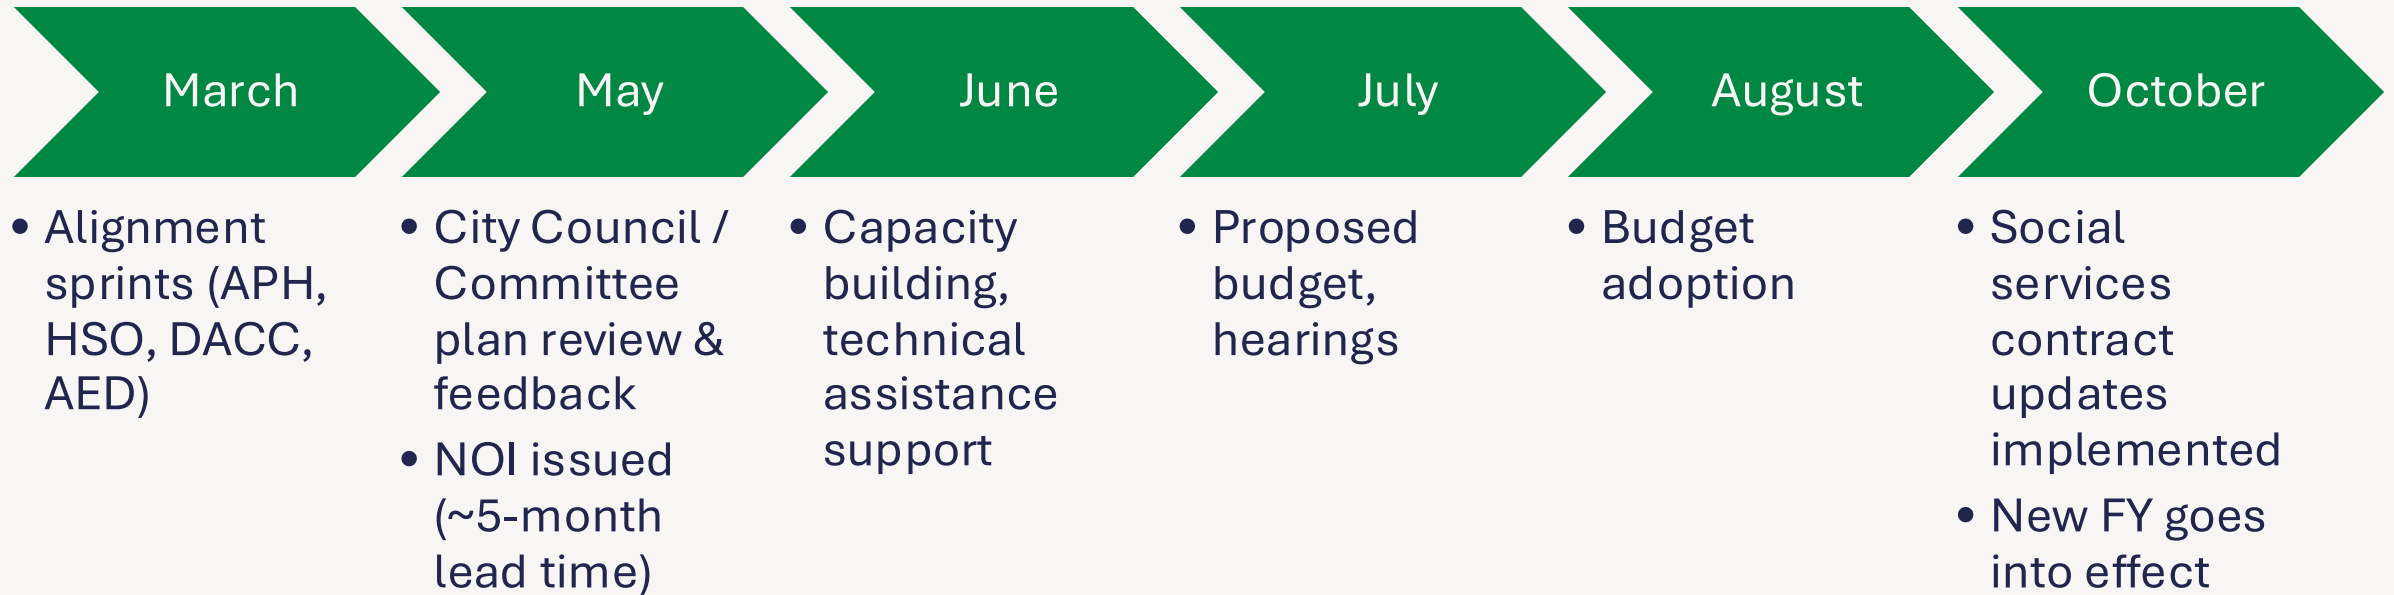 March
• Alignment
sprints (APH,
HSO, DACC,
AED)
May
• City Council /
Committee
plan review &
feedback
• NOI issued
(~5-month
lead time)
June
• Capacity
building,
technical
assistance
support
July
• Proposed
budget,
hearings
August
• Budget
adoption
October
• Social
services
contract
updates
implemented
• New FY goes
into effect